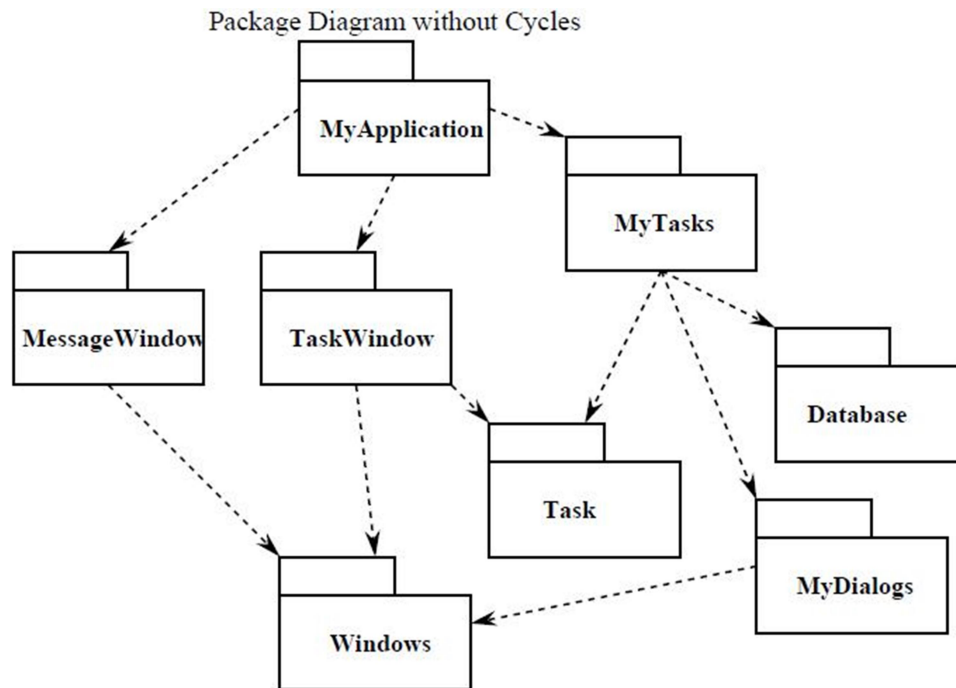 Package Diagram without Cycles
MyApplication
MyTasks
MessageWindow
TaskWindow
Database
Task
MyDialogs
Windows